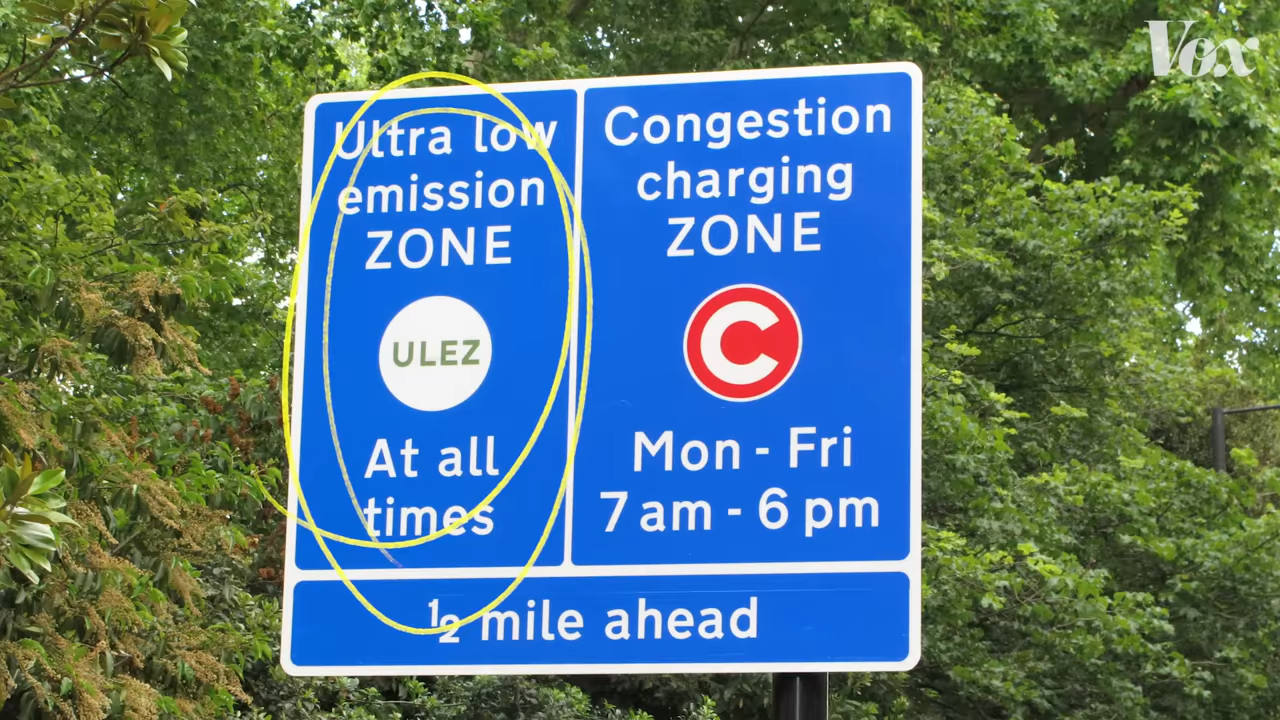 Vox
Ultra low
emission
ZONE
ULEZ
At all
times
Congestion
charging
ZONE
C
Mon - Fri
7 am - 6 pm
½ mile ahead